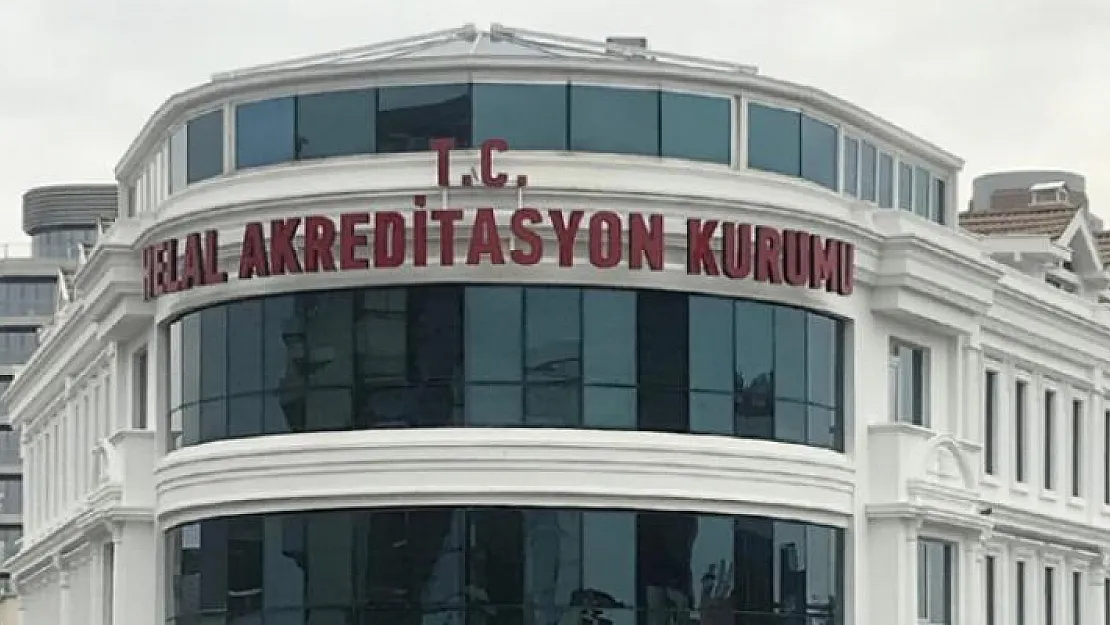 T.C.
HELAL AKREDİTASYON KURUMU